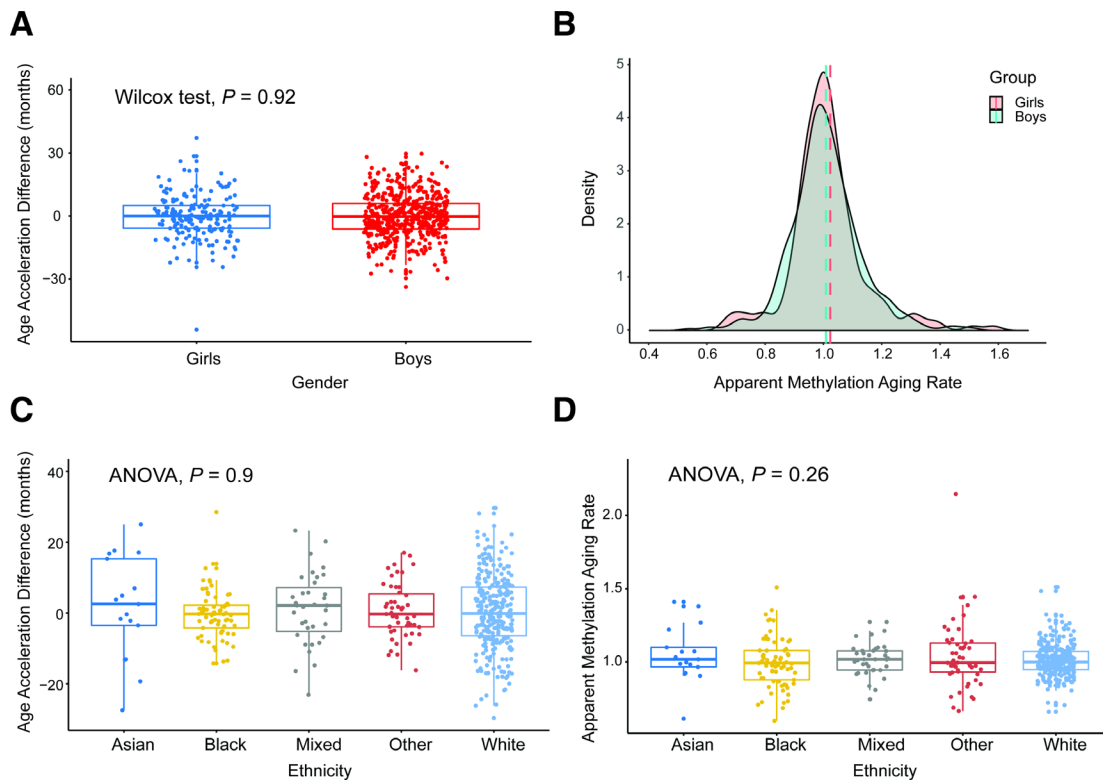 A
Age Acceleration Difference (months)
60
30
0
−30
Wilcox test, P = 0.92
Girls
Boys
Gender
B
Density
5
4
3
2
1
0
0.4 0.6 0.8 1.0 1.2 1.4 1.6
Apparent Methylation Aging Rate
Group
Girls
Boys
C
Age Acceleration Difference (months)
40
20
0
−20
ANOVA, P = 0.9
Asian Black Mixed Other White
Ethnicity
D
Apparent Methylation Aging Rate
2.0
1.5
1.0
ANOVA, P = 0.26
Asian Black Mixed Other White
Ethnicity